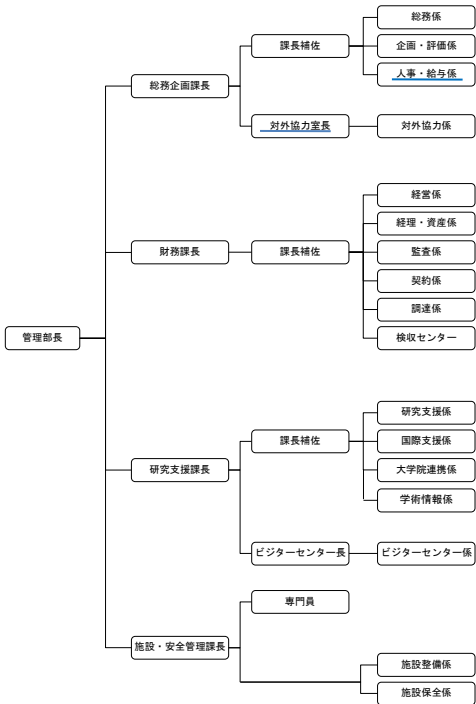 管理部長
総務企画課長
課長補佐
総務係
企画・評価係
人事・給与係
対外協力室長
対外協力係
財務課長
課長補佐
経営係
経理・資産係
監査係
契約係
調達係
検収センター
研究支援課長
課長補佐
研究支援係
国際支援係
大学院連携係
学術情報係
ビジターセンター長
ビジターセンター係
施設・安全管理課長
専門員
施設整備係
施設保全係